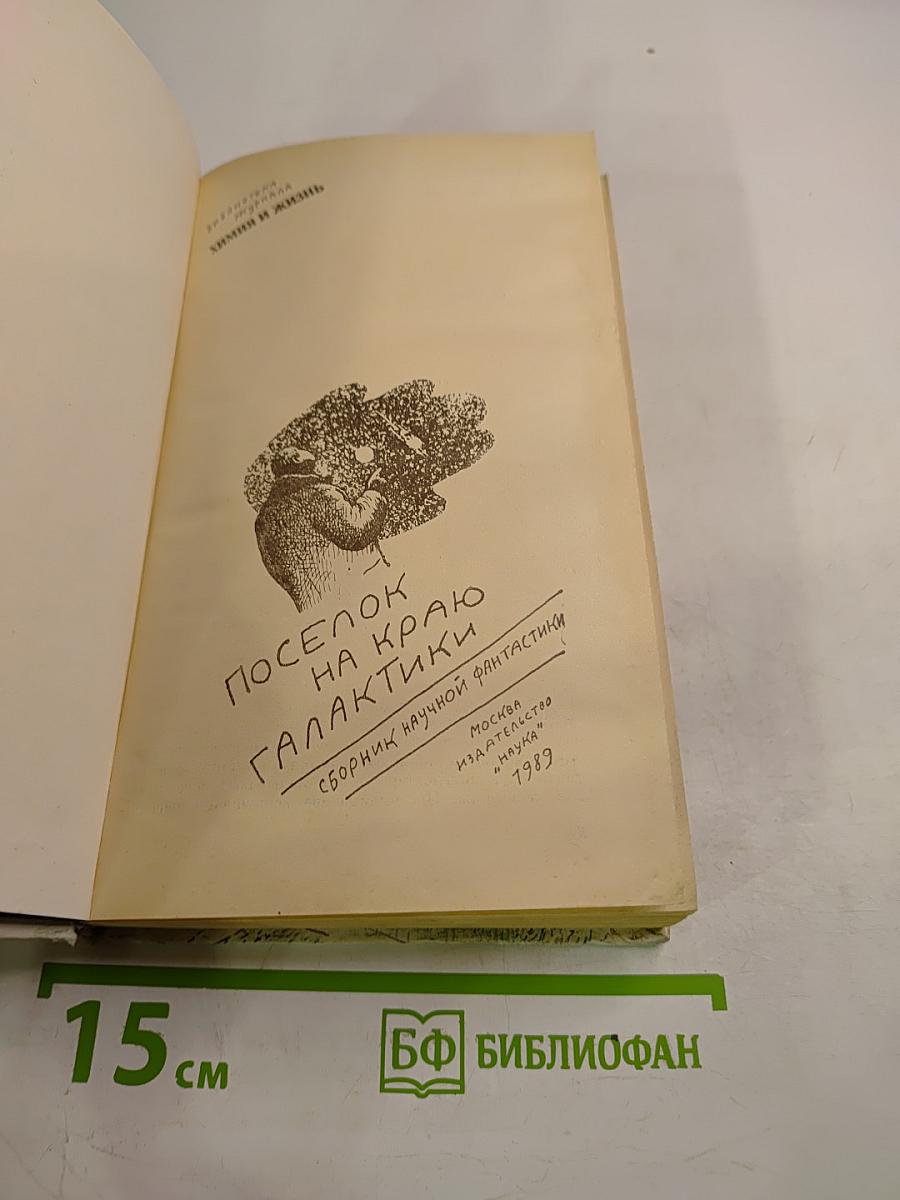 БИБЛИОТЕКА
ЖУРНАЛА
ХИМИЯ И ЖИЗНЬ
ПОСЕЛОК
НА КРАЮ
ГАЛАКТИКИ
СБОРНИК НАУЧНОЙ ФАНТАСТИКИ
МОСКВА
ИЗДАТЕЛЬСТВО
„НАУКА"
1989
15 см
БФ БИБЛИОФАН